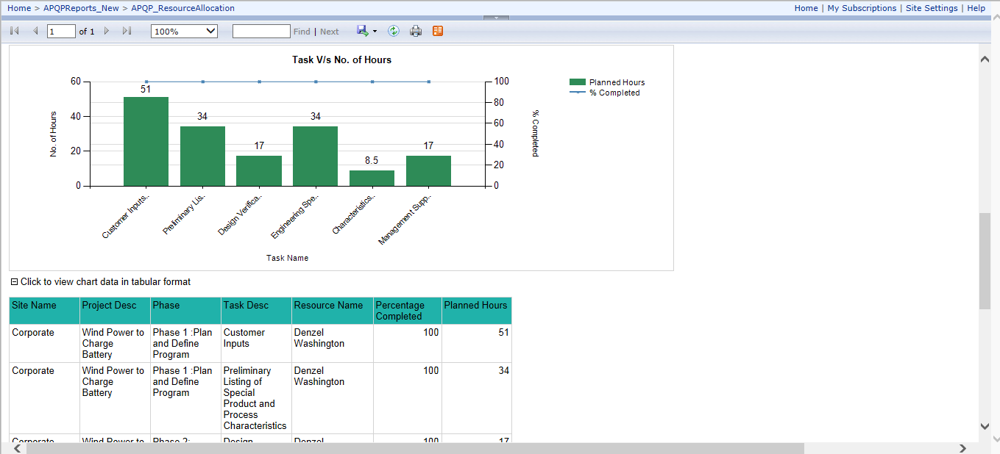 Home > APQPReports_New > APQP_ResourceAllocation
Home | My Subscriptions | Site Settings | Help
1 of 1 100% Find | Next
Task V/s No. of Hours
60 40 20 0
No. of Hours
51 34 17 34 8.5 17
100 80 60 40 20 0
% Completed
Planned Hours
% Completed
Customer Inputs.. Preliminary Lis.. Design Verifica.. Engineering Spe.. Characteristics.. Management Supp..
Task Name
Click to view chart data in tabular format
Site Name Project Desc Phase Task Desc Resource Name Percentage Planned Hours
Completed
Corporate Wind Power to Phase 1 :Plan Customer Denzel 100 51
Charge and Define Inputs Washington
Battery Program
Corporate Wind Power to Phase 1 :Plan Preliminary Denzel 100 34
Charge and Define Listing of Washington
Battery Program Special
Product and
Process
Characteristics
Corporate Wind Power to Phase 2: Design Denzel 100 17